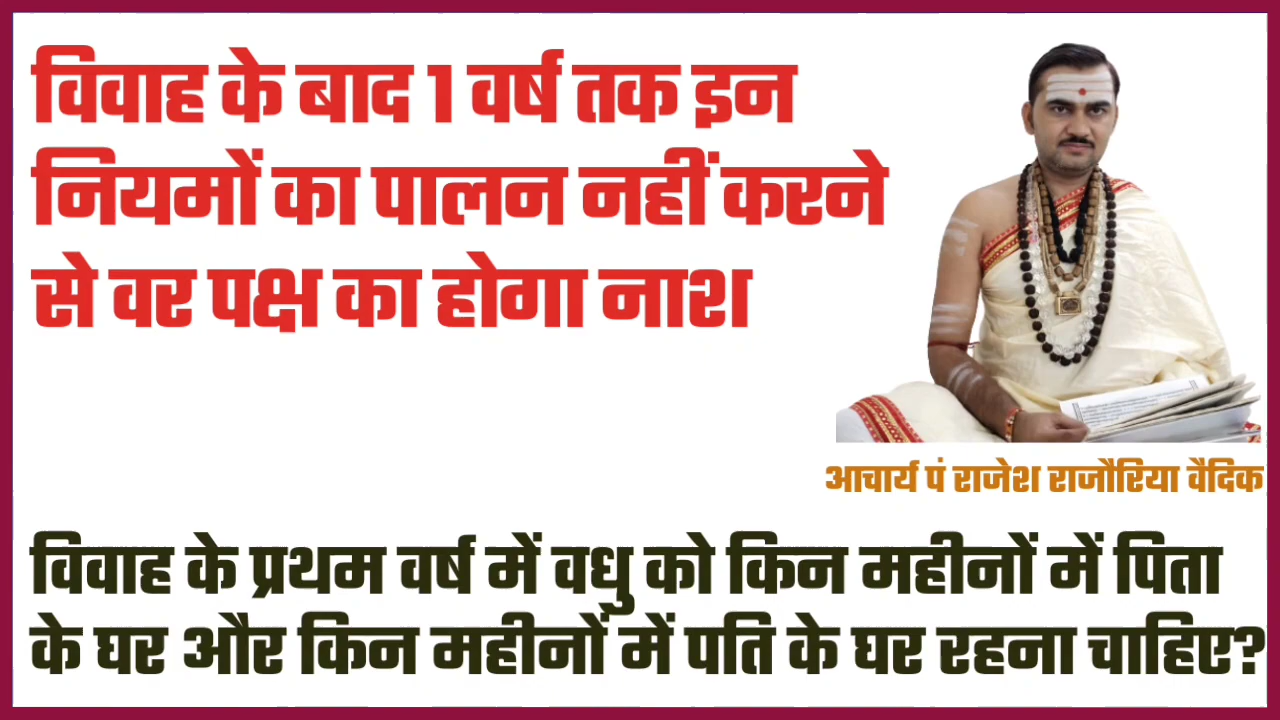 विवाह के बाद 1 वर्ष तक इन
नियमों का पालन नहीं करने
से वर पक्ष का होगा नाश
आचार्य पं राजेश राजौरिया वैदिक
विवाह के प्रथम वर्ष में वधु को किन महीनों में पिता
के घर और किन महीनों में पति के घर रहना चाहिए?